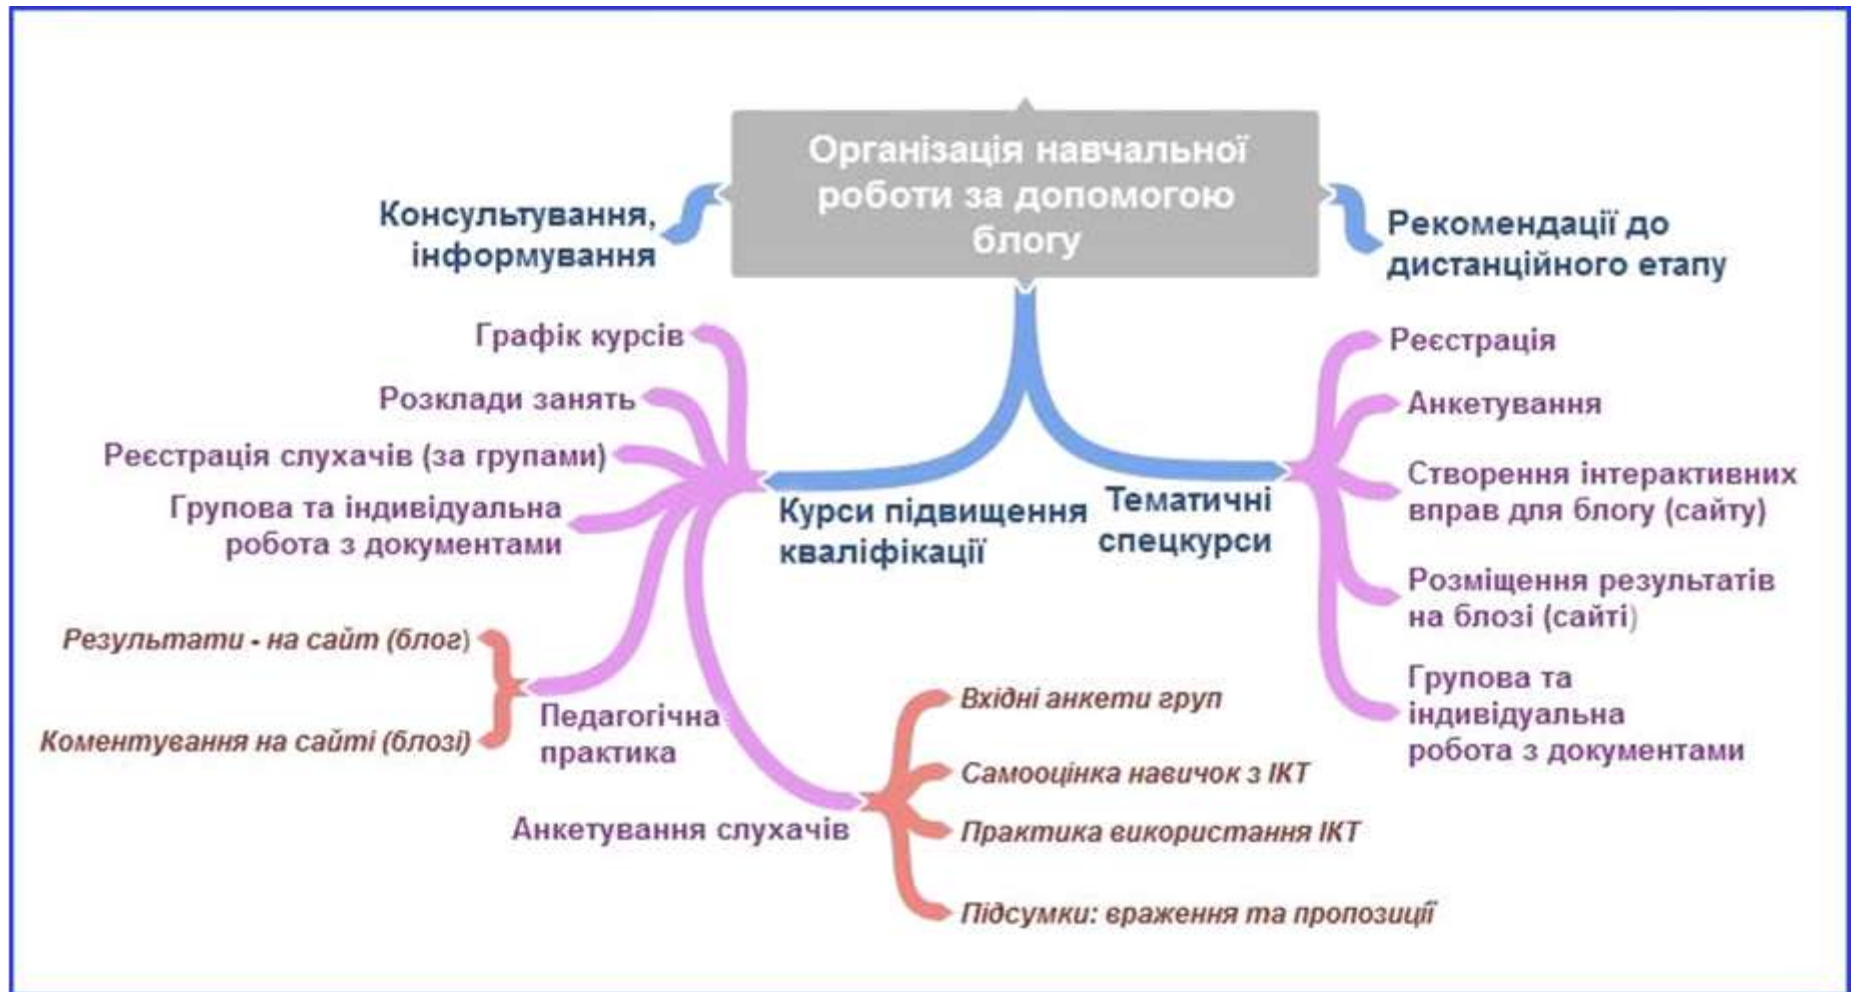 Організація навчальної
роботи за допомогою
блогу
Консультування,
інформування
Рекомендації до
дистанційного етапу
Графік курсів
Розклади занять
Реєстрація слухачів (за групами)
Групова та індивідуальна
робота з документами
Курси підвищення
кваліфікації
Тематичні
спецкурси
Реєстрація
Анкетування
Створення інтерактивних
вправ для блогу (сайту)
Розміщення результатів
на блозі (сайті)
Групова та
індивідуальна
робота з документами
Результати - на сайт (блог)
Коментування на сайті (блозі)
Педагогічна
практика
Анкетування слухачів
Вхідні анкети груп
Самооцінка навичок з ІКТ
Практика використання ІКТ
Підсумки: враження та пропозиції